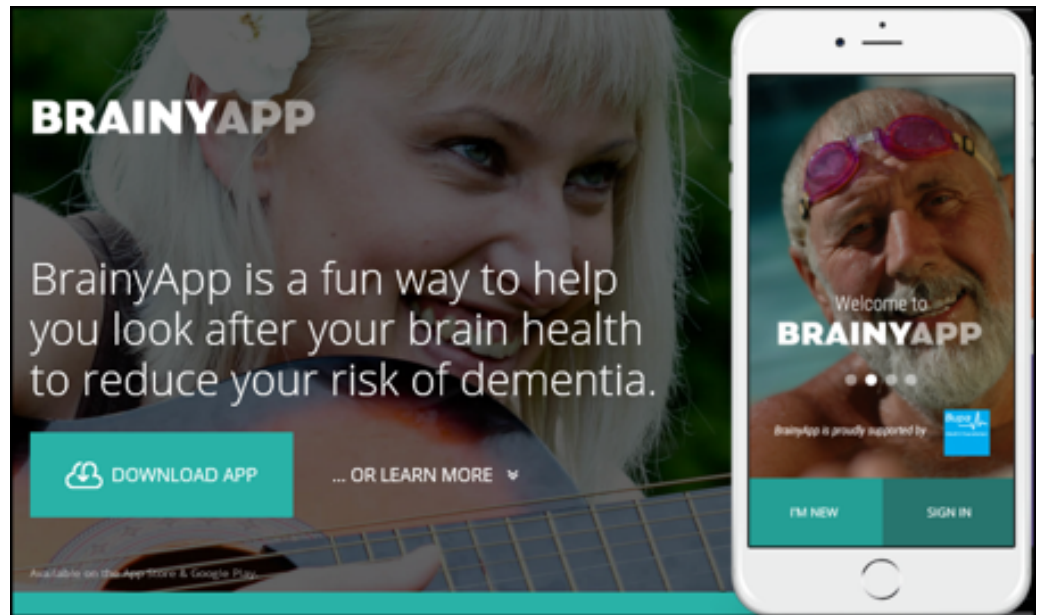 BRAINYAPP
BrainyApp is a fun way to help
you look after your brain health
to reduce your risk of dementia.
DOWNLOAD APP
... OR LEARN MORE
Available on the App Store & Google Play.
Welcome to
BRAINYAPP
BrainyApp is proudly supported by
Bupa
I'M NEW
SIGN IN